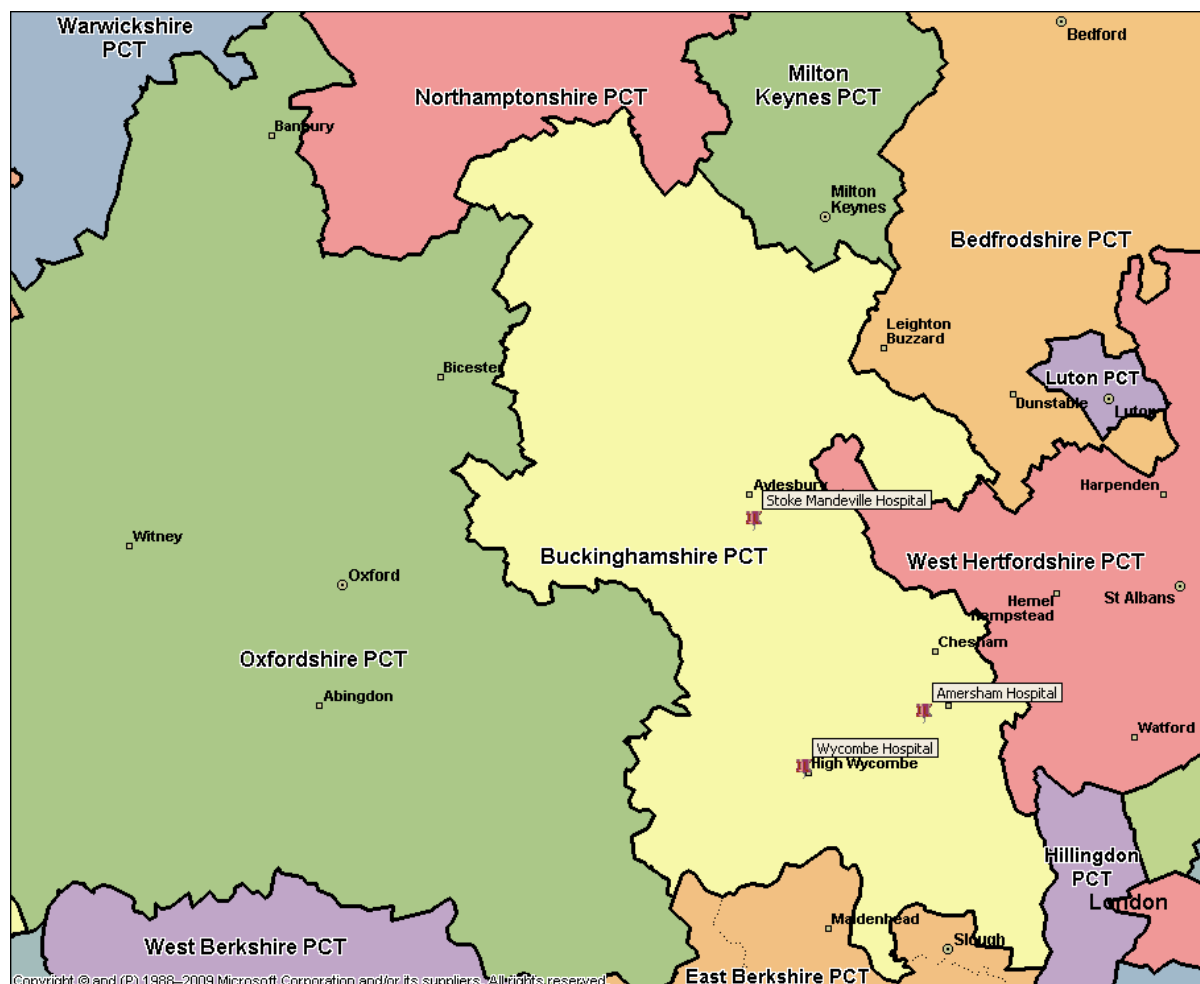 Warwickshire
PCT
Bedford
Milton
Keynes PCT
Northamptonshire PCT
Banbury
Milton
Keynes
Bedfrodshire PCT
Leighton
Buzzard
Bicester
Luton PCT
Dunstable
Luton
Aylesbury
Harpenden
Stoke Mandeville Hospital
Witney
Buckinghamshire PCT
West Hertfordshire PCT
Oxford
Hemel
Hempstead
St Albans
Chesham
Oxfordshire PCT
Abingdon
Amersham Hospital
Watford
Wycombe Hospital
High Wycombe
Hillingdon
PCT
London
Maidenhead
Slough
West Berkshire PCT
East Berkshire PCT
Copyright © and (P) 1988–2009 Microsoft Corporation and/or its suppliers. All rights reserved.